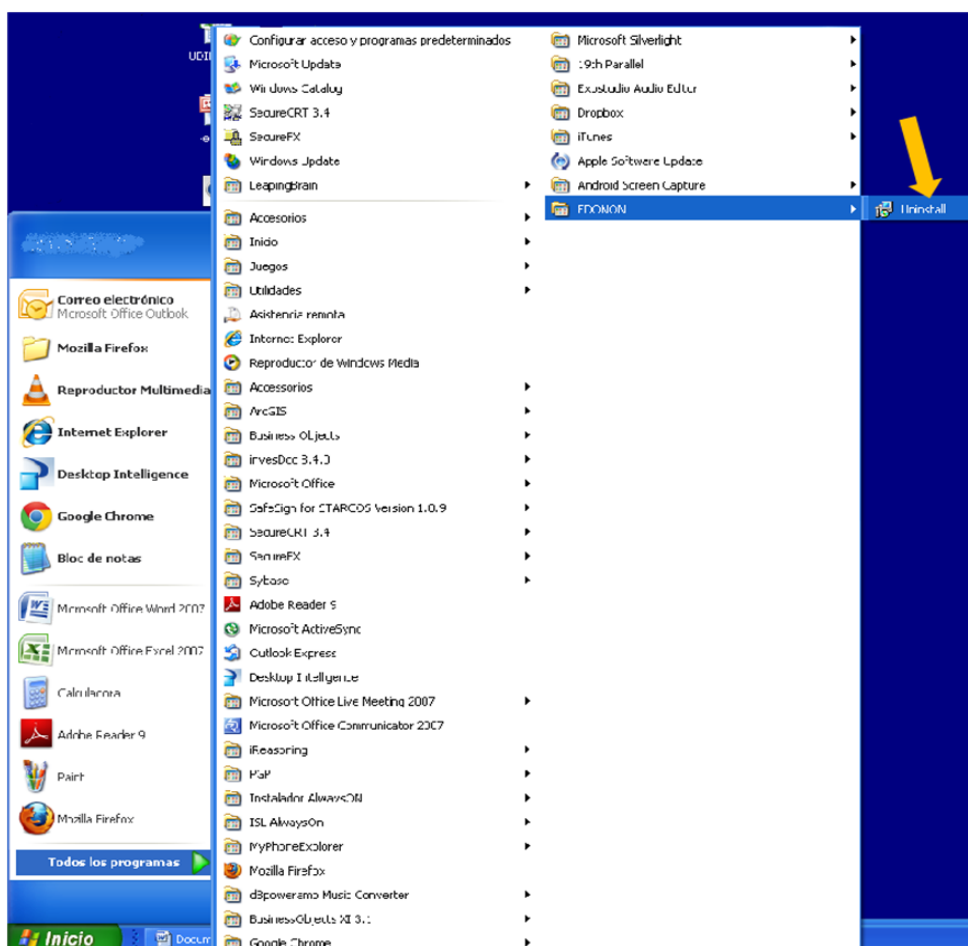 Configurar acceso y programas predeterminados
Microsoft Update
Windows Catalog
SecureCRT 3.4
SecureFX
Windows Update
LeapingBrain
Accesorios
Inicio
Juegos
Utilidades
Asistencia remota
Internet Explorer
Reproductor de Windows Media
Accessorios
ArcGIS
Business Objects
invesDoc 3.4.0
Microsoft Office
SafeSign for STARCOS Version 1.0.9
SecureCRT 3.4
SecureFX
Sybase
Adobe Reader 9
Microsoft ActiveSync
Outlook Express
Desktop Intelligence
Microsoft Office Live Meeting 2007
Microsoft Office Communicator 2007
iReasoning
PGP
Instalador AlwaysON
ISL AlwaysOn
MyPhoneExplorer
Mozilla Firefox
dBpoweramp Music Converter
BusinessObjects XI 3.1
Google Chrome
Microsoft Silverlight
19th Parallel
Expstudio Audio Editor
Dropbox
iTunes
Apple Software Update
Android Screen Capture
EDONON
Uninstall
Correo electrónico
Microsoft Office Outlook
Mozilla Firefox
Reproductor Multimedia
Internet Explorer
Desktop Intelligence
Google Chrome
Bloc de notas
Microsoft Office Word 2007
Microsoft Office Excel 2007
Calculadora
Adobe Reader 9
Paint
Mozilla Firefox
Todos los programas
Inicio
Docum